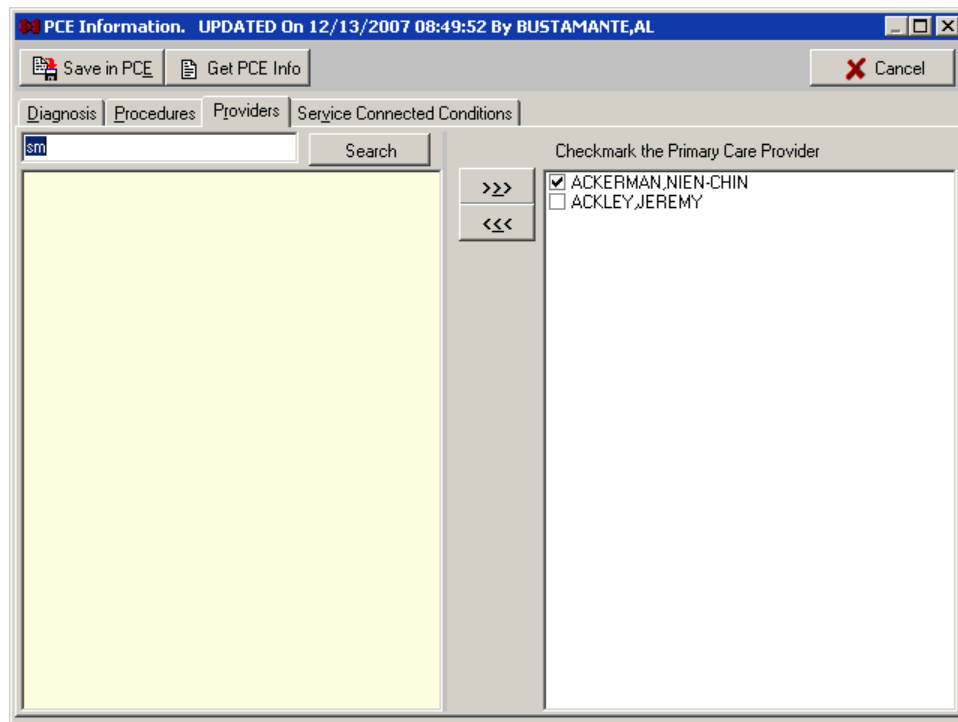 PCE Information. UPDATED On 12/13/2007 08:49:52 By BUSTAMANTE,AL
Save in PCE Get PCE Info Cancel
Diagnosis Procedures Providers Service Connected Conditions
sm Search Checkmark the Primary Care Provider
>>> ACKERMAN,NIEN-CHIN
ACKLEY,JEREMY
<<<